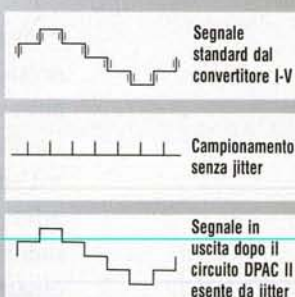 Segnale
standard dal
convertitore I-V
Campionamento
senza jitter
Segnale in
uscita dopo il
circuito DPAC II
esente da jitter